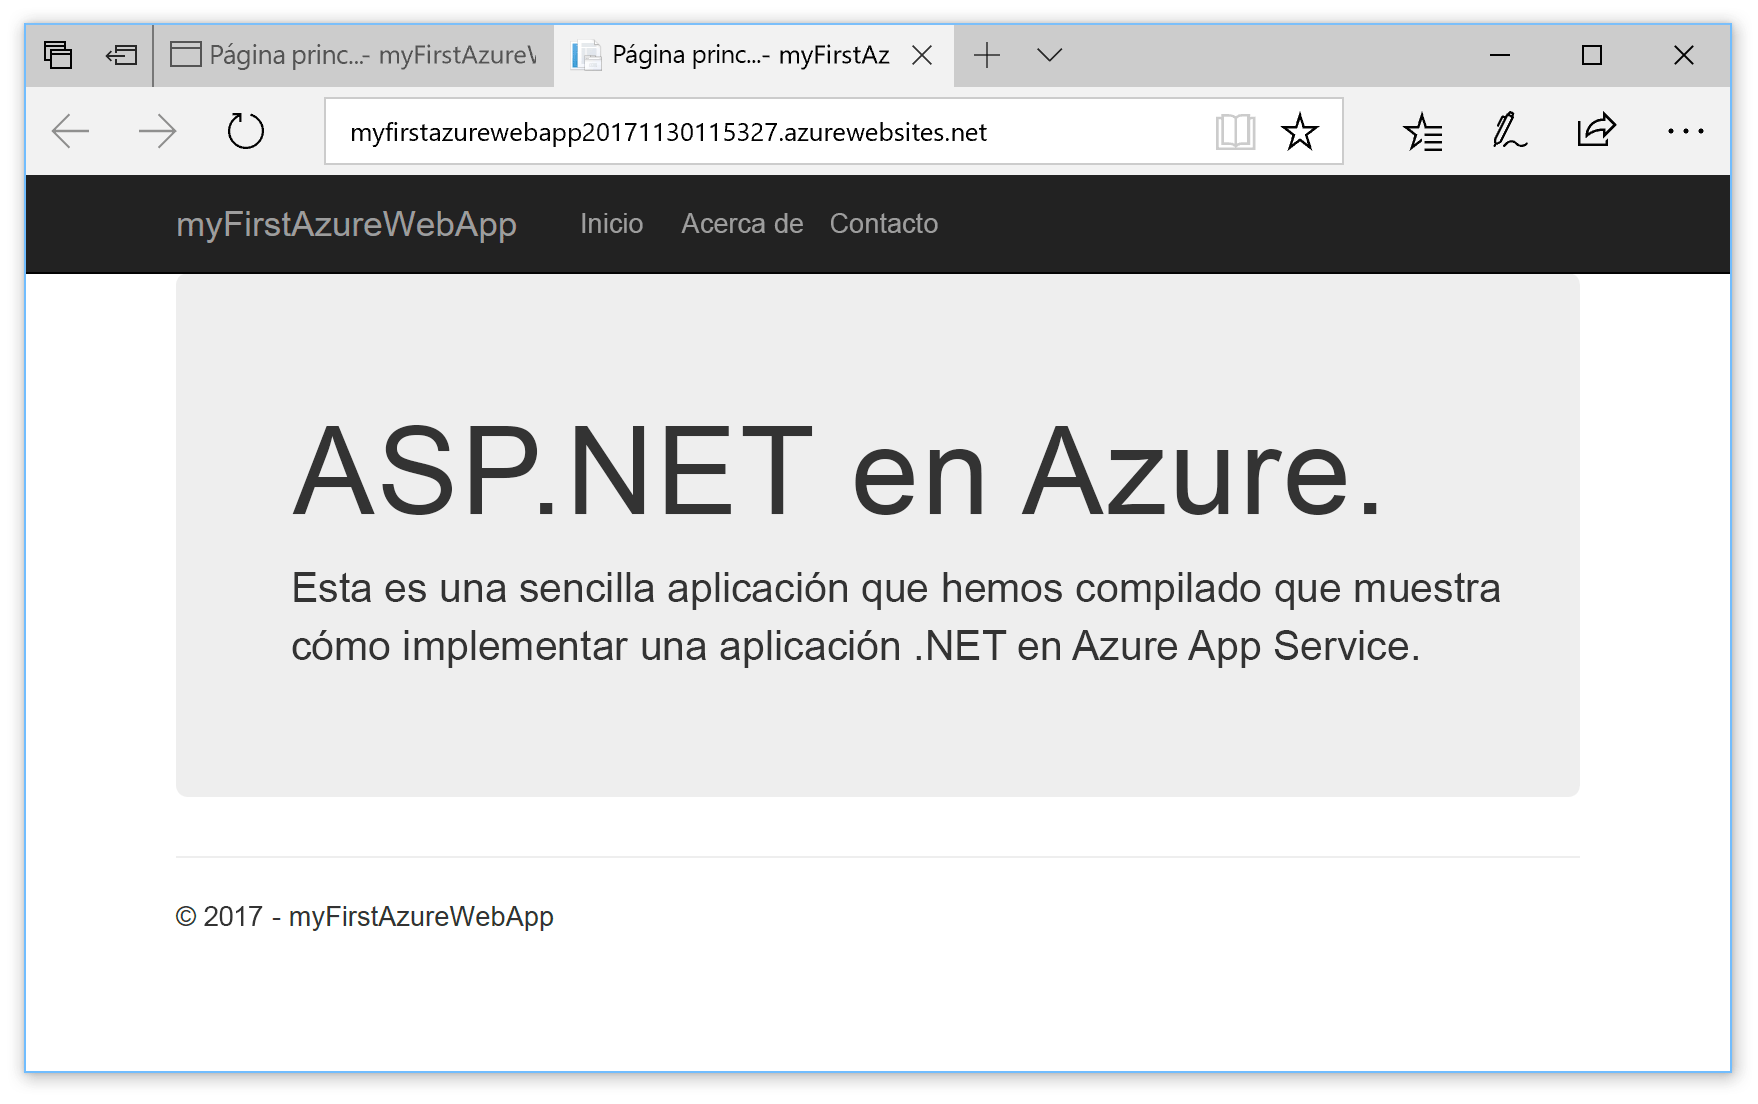 Página princ...- myFirstAzure
Página princ...- myFirstAz
myfirstazurewebapp20171130115327.azurewebsites.net
myFirstAzureWebApp Inicio Acerca de Contacto
ASP.NET en Azure.
Esta es una sencilla aplicación que hemos compilado que muestra
cómo implementar una aplicación .NET en Azure App Service.
© 2017 - myFirstAzureWebApp